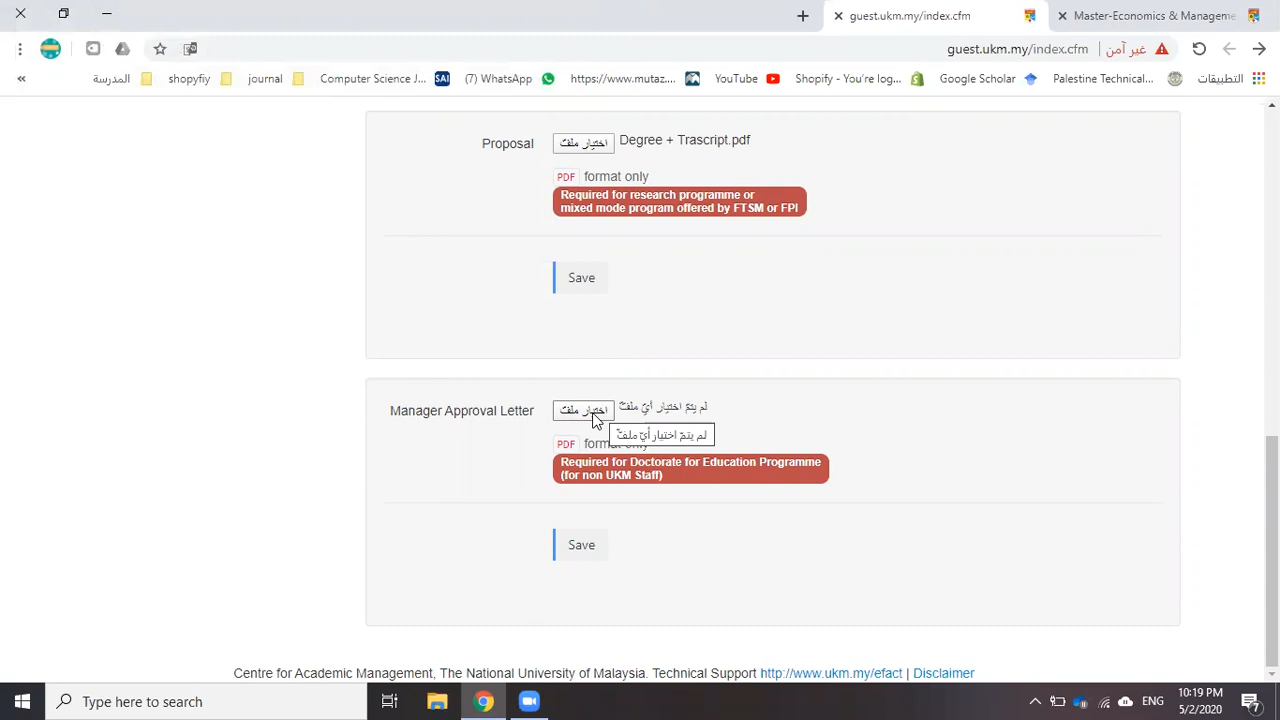 guest.ukm.my/index.cfm
Master-Economics & Manageme
guest.ukm.my/index.cfm
غير آمن
«
المدرسة
shopyfiy
journal
Computer Science J...
SAI
(7) WhatsApp
https://www.mutaz....
YouTube
Shopify - You're log...
Google Scholar
Palestine Technical...
التطبيقات
Proposal
اختيار ملفّ
Degree + Trascript.pdf
PDF format only
Required for research programme or
mixed mode program offered by FTSM or FPI
Save
Manager Approval Letter
اختيار ملفّ
لم يتمّ اختيار أيّ ملفّ
لم يتمّ اختيار أيّ ملفّ
PDF format only
Required for Doctorate for Education Programme
(for non UKM Staff)
Save
Centre for Academic Management, The National University of Malaysia. Technical Support http://www.ukm.my/efact | Disclaimer
Type here to search
ENG
10:19 PM
5/2/2020
7